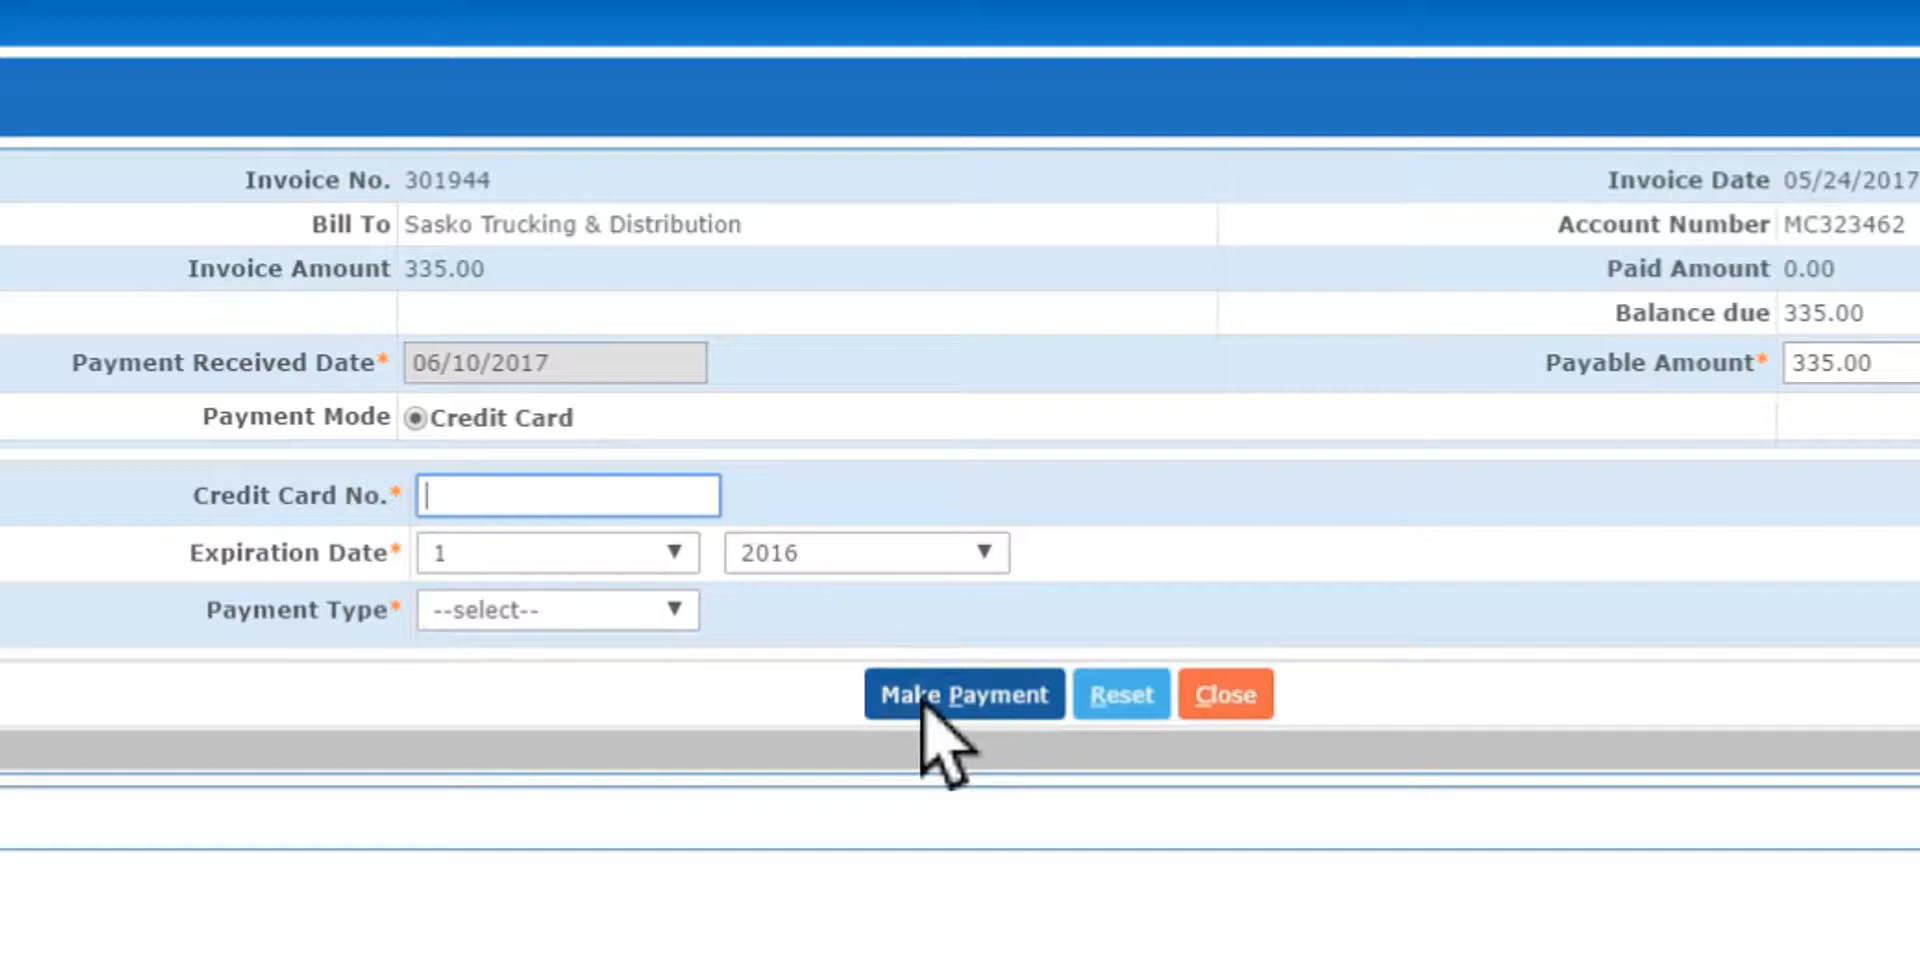 Invoice No. 301944 Invoice Date 05/24/2017
Bill To Sasko Trucking & Distribution Account Number MC323462
Invoice Amount 335.00 Paid Amount 0.00
Balance due 335.00
Payment Received Date* 06/10/2017 Payable Amount* 335.00
Payment Mode Credit Card
Credit Card No.*
Expiration Date* 1 2016
Payment Type* --select--
Make Payment Reset Close